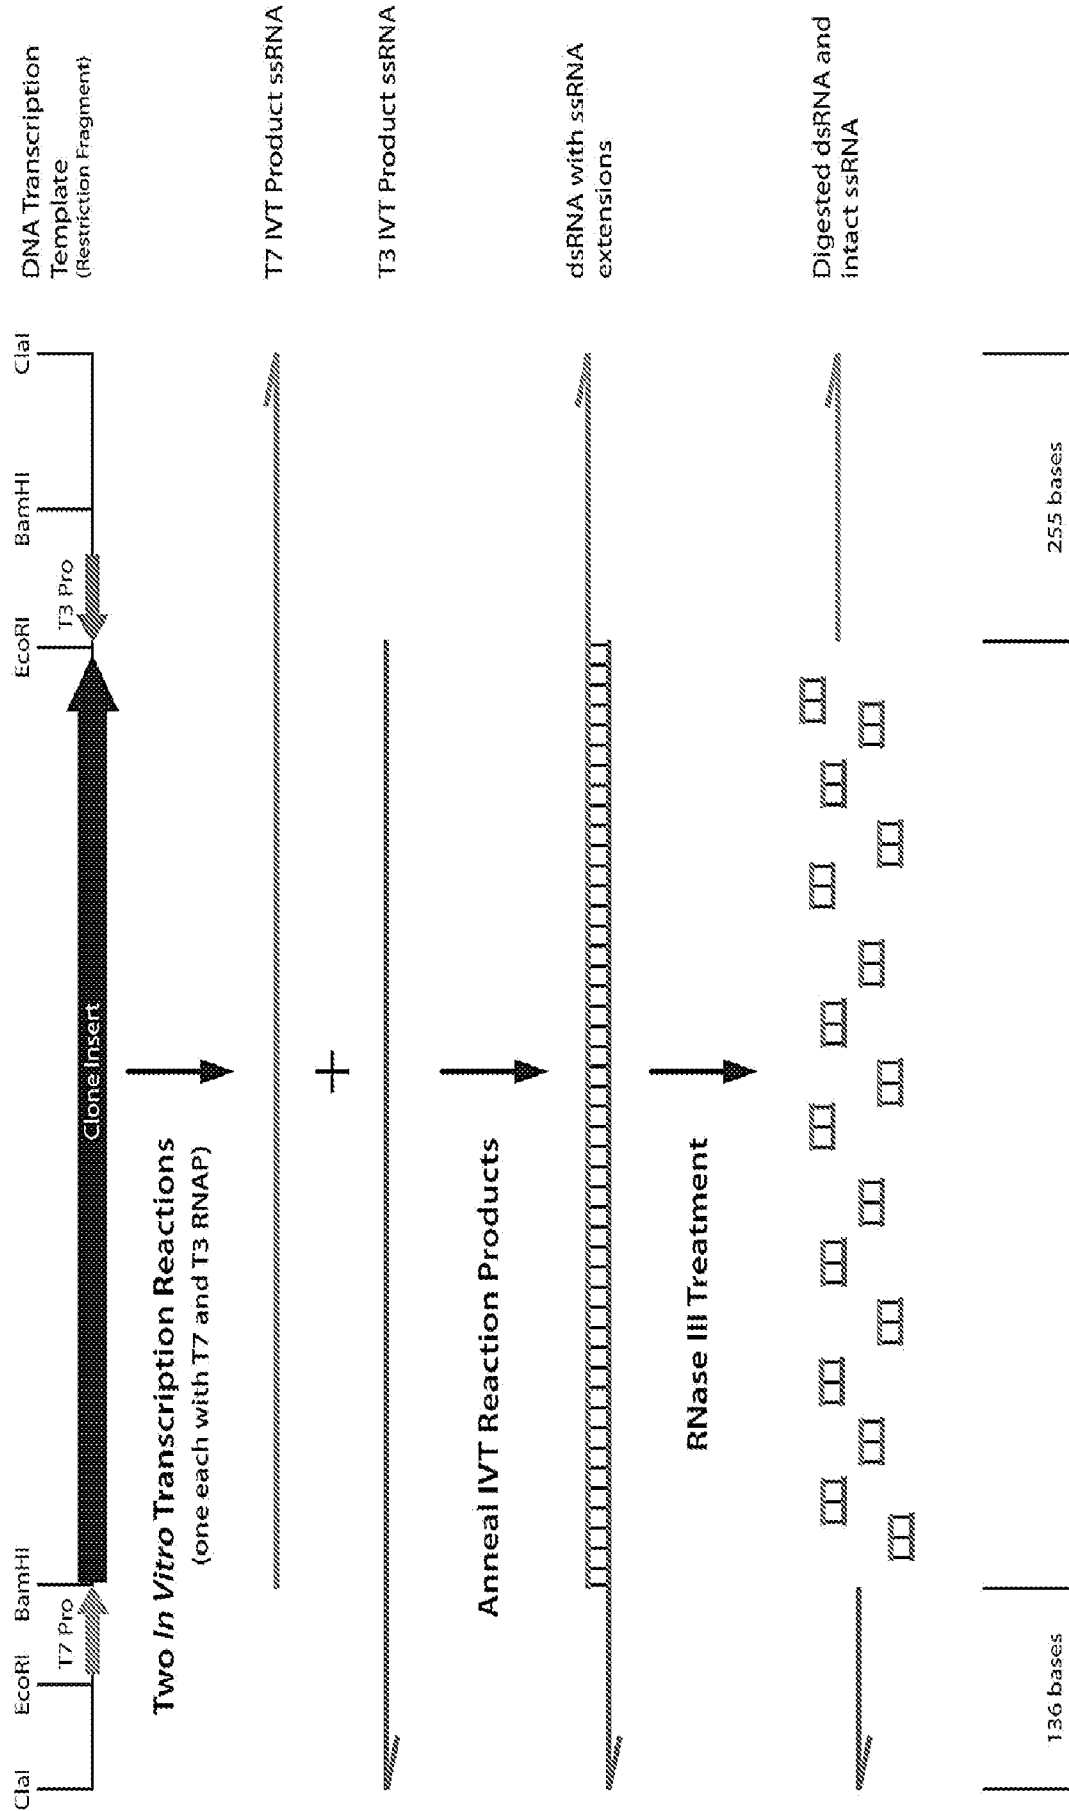 ClaI
EcoRI
BamHI
EcoRI
BamHI
ClaI
T7 Pro
Clone Insert
T3 Pro
DNA Transcription
Template
(Restriction Fragment)
Two In Vitro Transcription Reactions
(one each with T7 and T3 RNAP)
T7 IVT Product ssRNA
+
T3 IVT Product ssRNA
Anneal IVT Reaction Products
dsRNA with ssRNA
extensions
RNase III Treatment
Digested dsRNA and
intact ssRNA
136 bases
255 bases